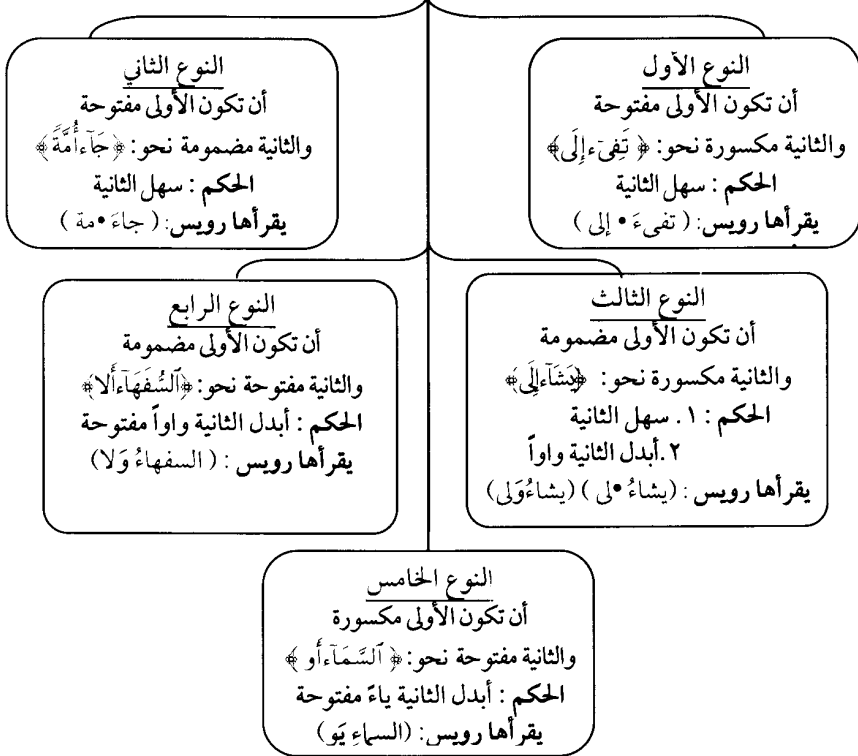 النوع الأول
أن تكون الأولى مفتوحة
والثانية مكسورة نحو: ﴿ تَفِىٓءَ إِلَى﴾
الحكم : سهل الثانية
يقرأها رويس: ( تفىءَ • إلى )
النوع الثاني
أن تكون الأولى مفتوحة
والثانية مضمومة نحو: ﴿جَآءَ أُمَّةً﴾
الحكم : سهل الثانية
يقرأها رويس: ( جاءَ • مة )
النوع الثالث
أن تكون الأولى مضمومة
والثانية مكسورة نحو: ﴿يَشَآءُ إِلَى﴾
الحكم : ١. سهل الثانية
٢.أبدل الثانية واواً
يقرأها رويس : (يشاءُ •لى ) (يشاءُوَلى)
النوع الرابع
أن تكون الأولى مضمومة
والثانية مفتوحة نحو: ﴿ٱلسُّفَهَآءُ أَلا﴾
الحكم : أبدل الثانية واواً مفتوحة
يقرأها رويس : ( السفهاءُ وَلا)
النوع الخامس
أن تكون الأولى مكسورة
والثانية مفتوحة نحو: ﴿ ٱلسَّمَآءِ أَو ﴾
الحكم : أبدل الثانية ياءً مفتوحة
يقرأها رويس: (السماءِ يَو)